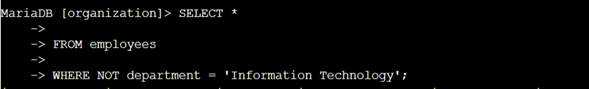 MariaDB [organization]> SELECT *
    ->
    -> FROM employees
    ->
    -> WHERE NOT department = 'Information Technology';